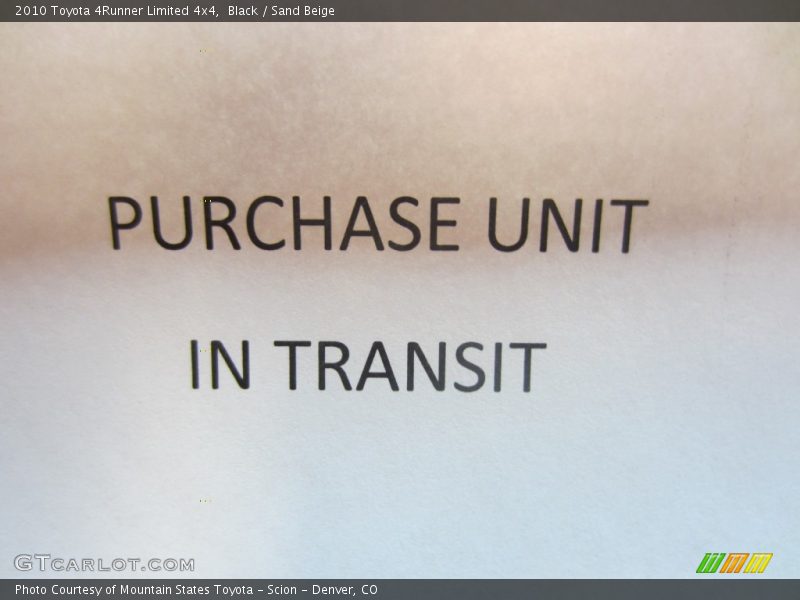 2010 Toyota 4Runner Limited 4x4,  Black / Sand Beige
PURCHASE UNIT
IN TRANSIT
GTCARLOT.COM
Photo Courtesy of Mountain States Toyota - Scion - Denver, CO